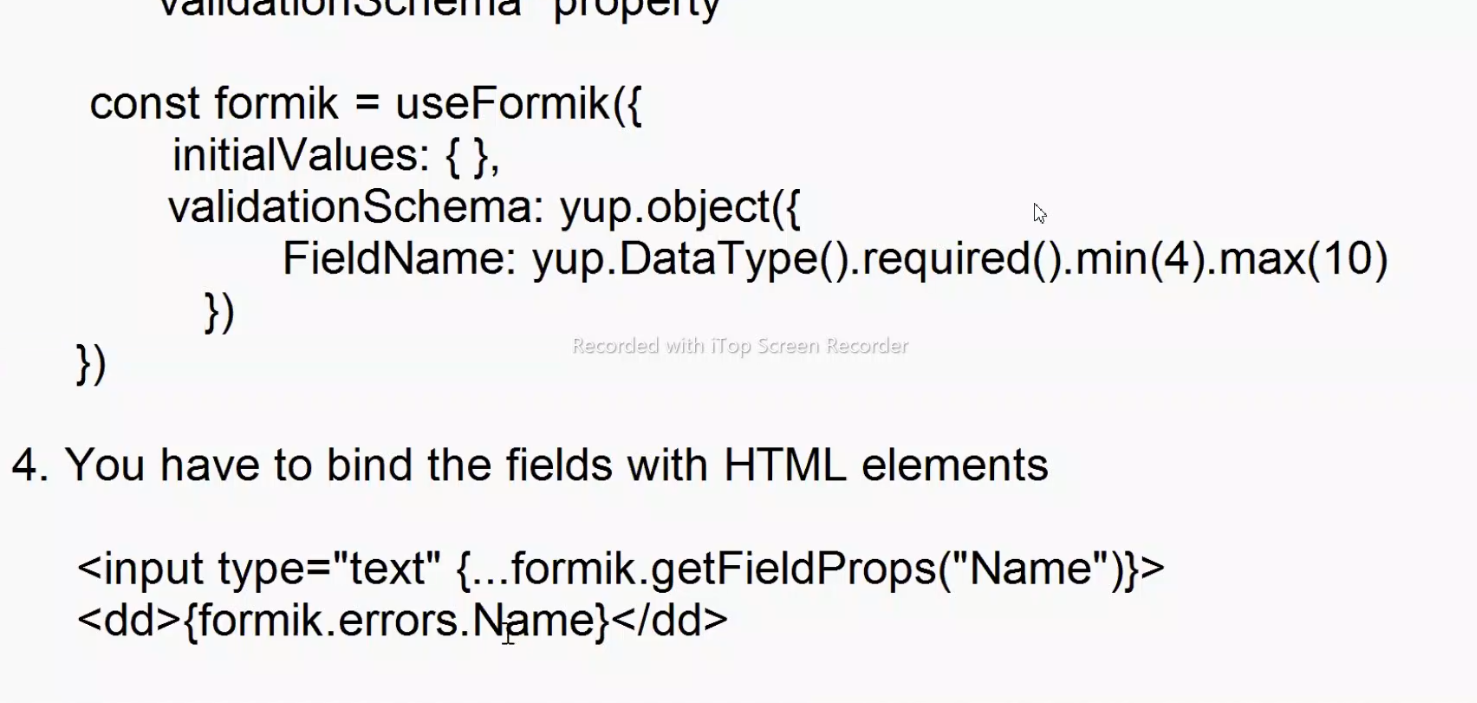 validationSchema" property
const formik = useFormik({
initialValues: { },
validationSchema: yup.object({
FieldName: yup.DataType().required().min(4).max(10)
})
})
Recorded with iTop Screen Recorder
4. You have to bind the fields with HTML elements
<input type="text" {...formik.getFieldProps("Name")}>
<dd>{formik.errors.Name}</dd>